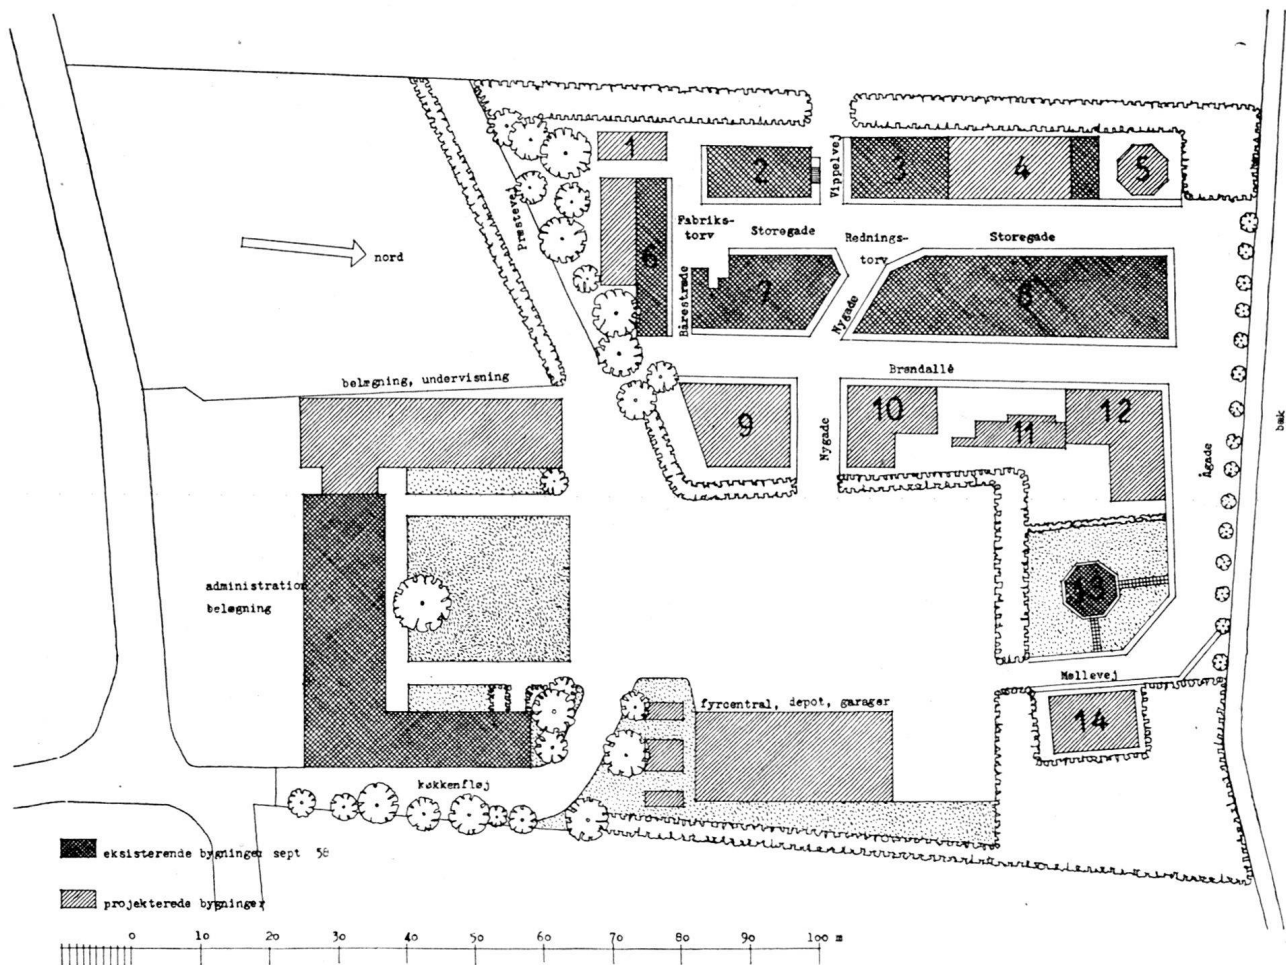 1
2
Vippelvej
3
4
5
Præstevej
nord
6
Fabriks-
torv
Storegade
Rednings-
torv
Storegade
Bårestræde
7
Nygade
8
belægning, undervisning
Brøndallé
9
Nygade
10
11
12
bæk
Ågade
administration
belægning
13
Møllevej
fyrcentral, depot, garager
14
køkkenfløj
eksisterende bygninger sept 58
projekterede bygninger
0 10 20 30 40 50 60 70 80 90 100 m